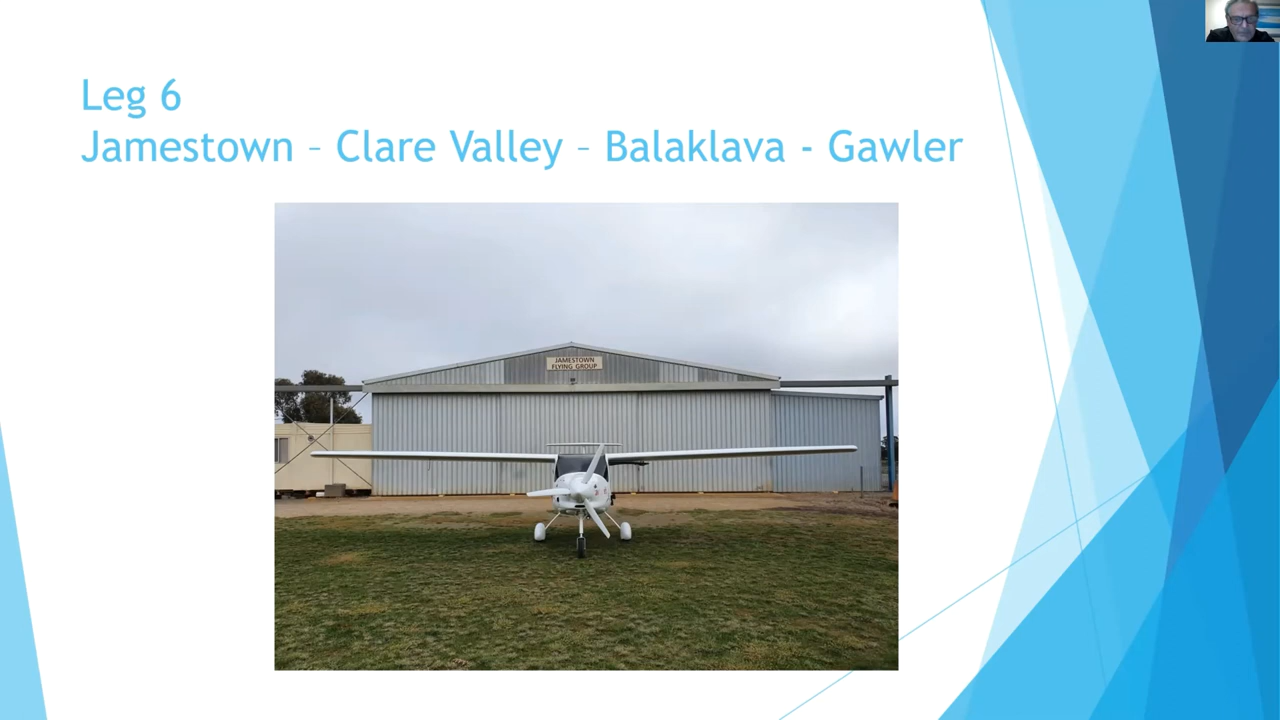 Leg 6
Jamestown – Clare Valley – Balaklava - Gawler
JAMESTOWN
FLYING GROUP